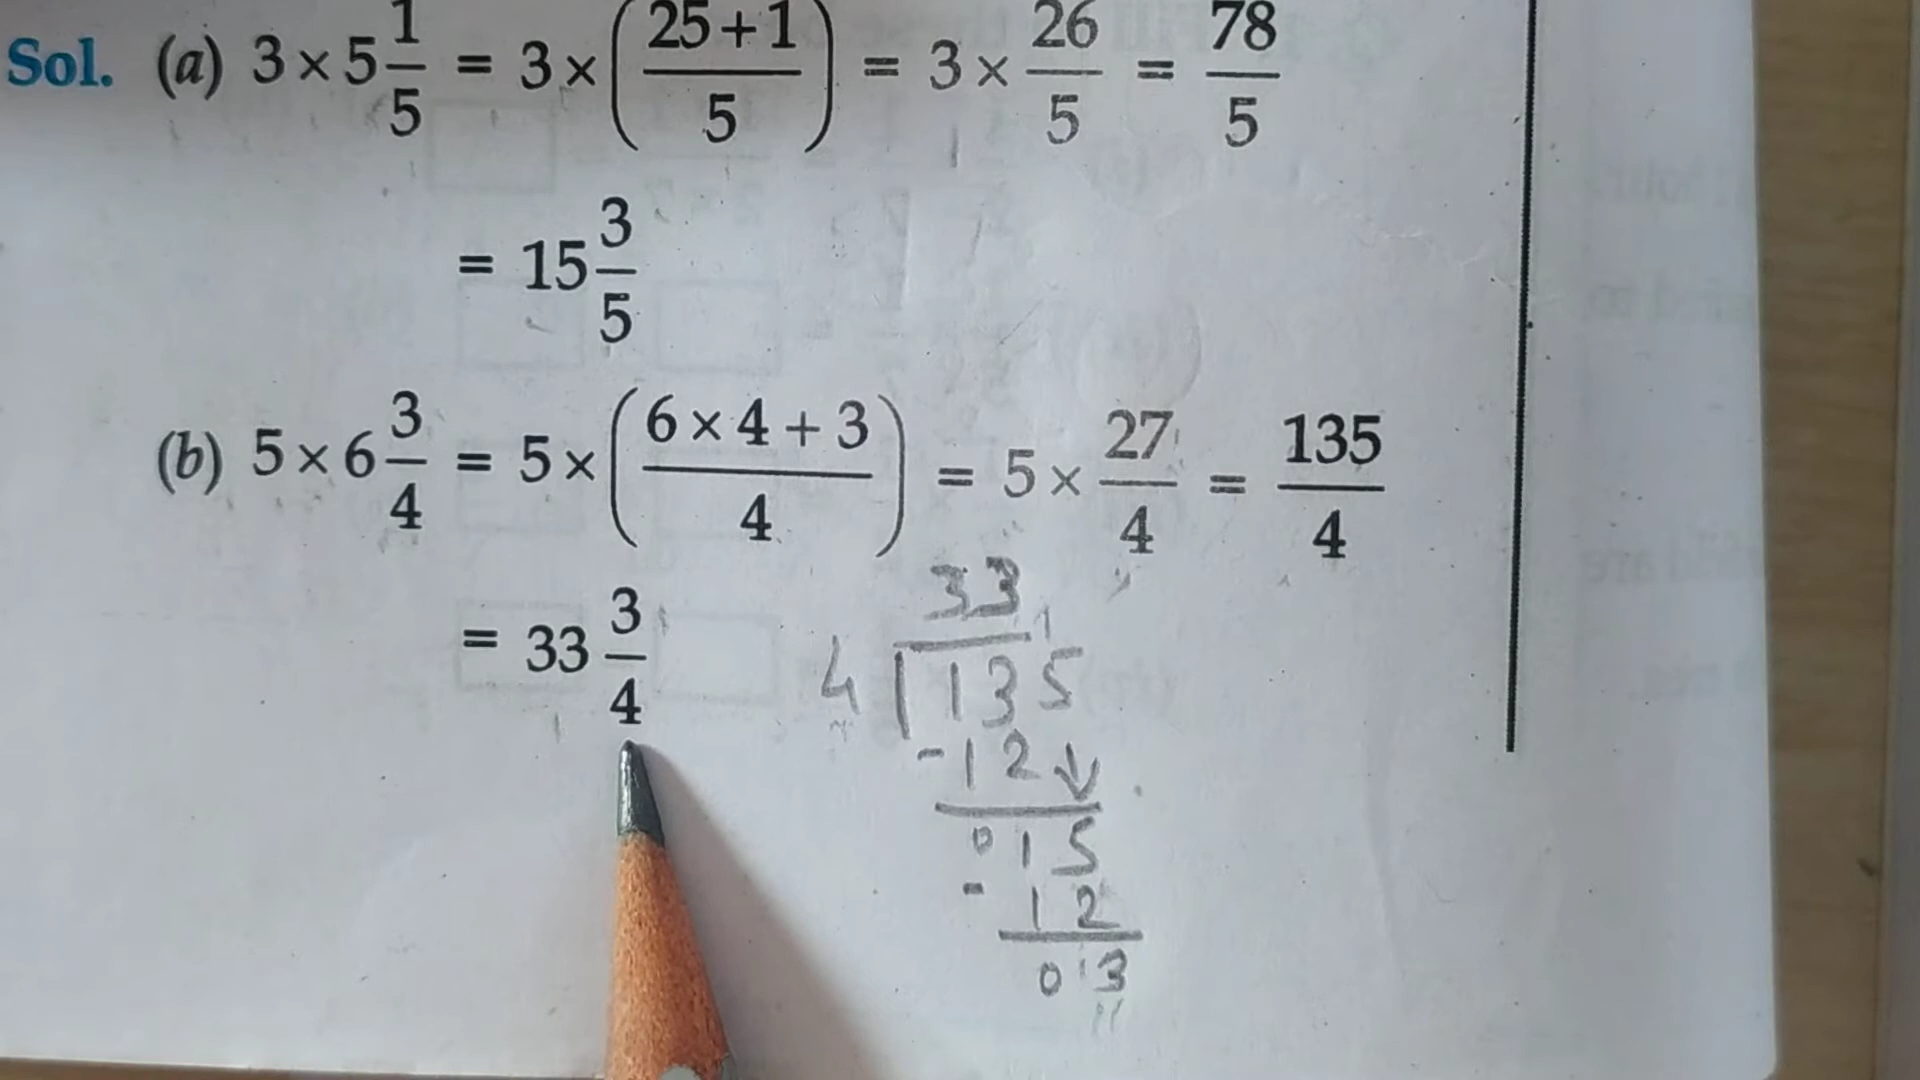 Sol. (a) 3 × 5 1/5 = 3 × ( (25 + 1)/5 ) = 3 × 26/5 = 78/5
= 15 3/5
(b) 5 × 6 3/4 = 5 × ( (6 × 4 + 3)/4 ) = 5 × 27/4 = 135/4
= 33 3/4
33
4 135
-12↓
015
- 12
013